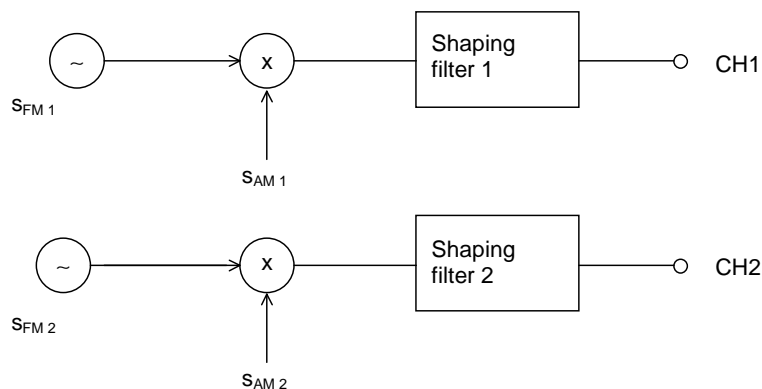 ~
x
Shaping
filter 1
CH1
sFM 1
sAM 1
~
x
Shaping
filter 2
CH2
sFM 2
sAM 2